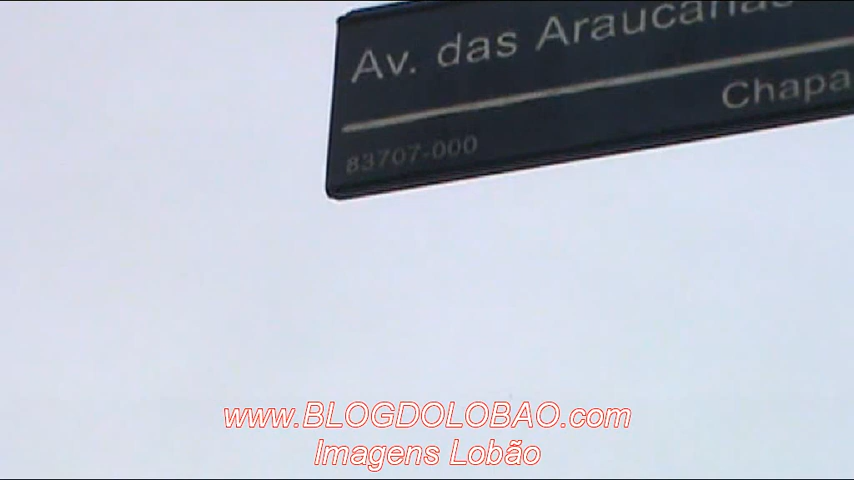 Av. das Araucárias
Chapa
83707-000
www.BLOGDOLOBAO.com
Imagens Lobão